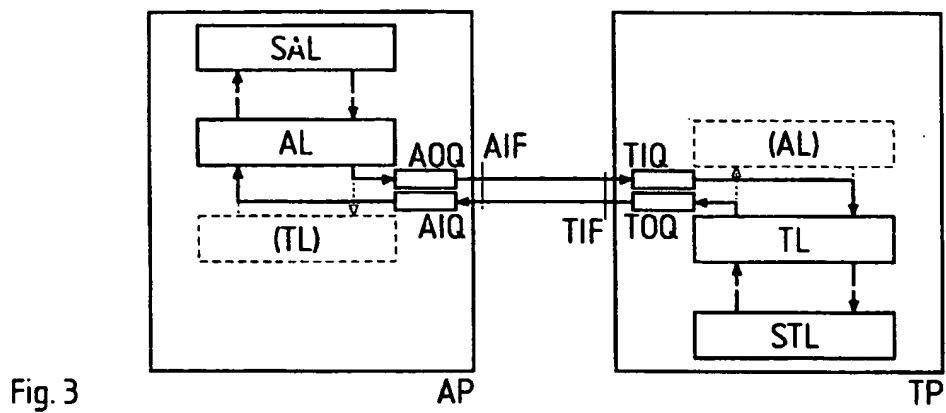 SAL
AL
AOQ AIF TIQ (AL)
(TL) AIQ TIF TOQ TL
STL
Fig. 3 AP TP